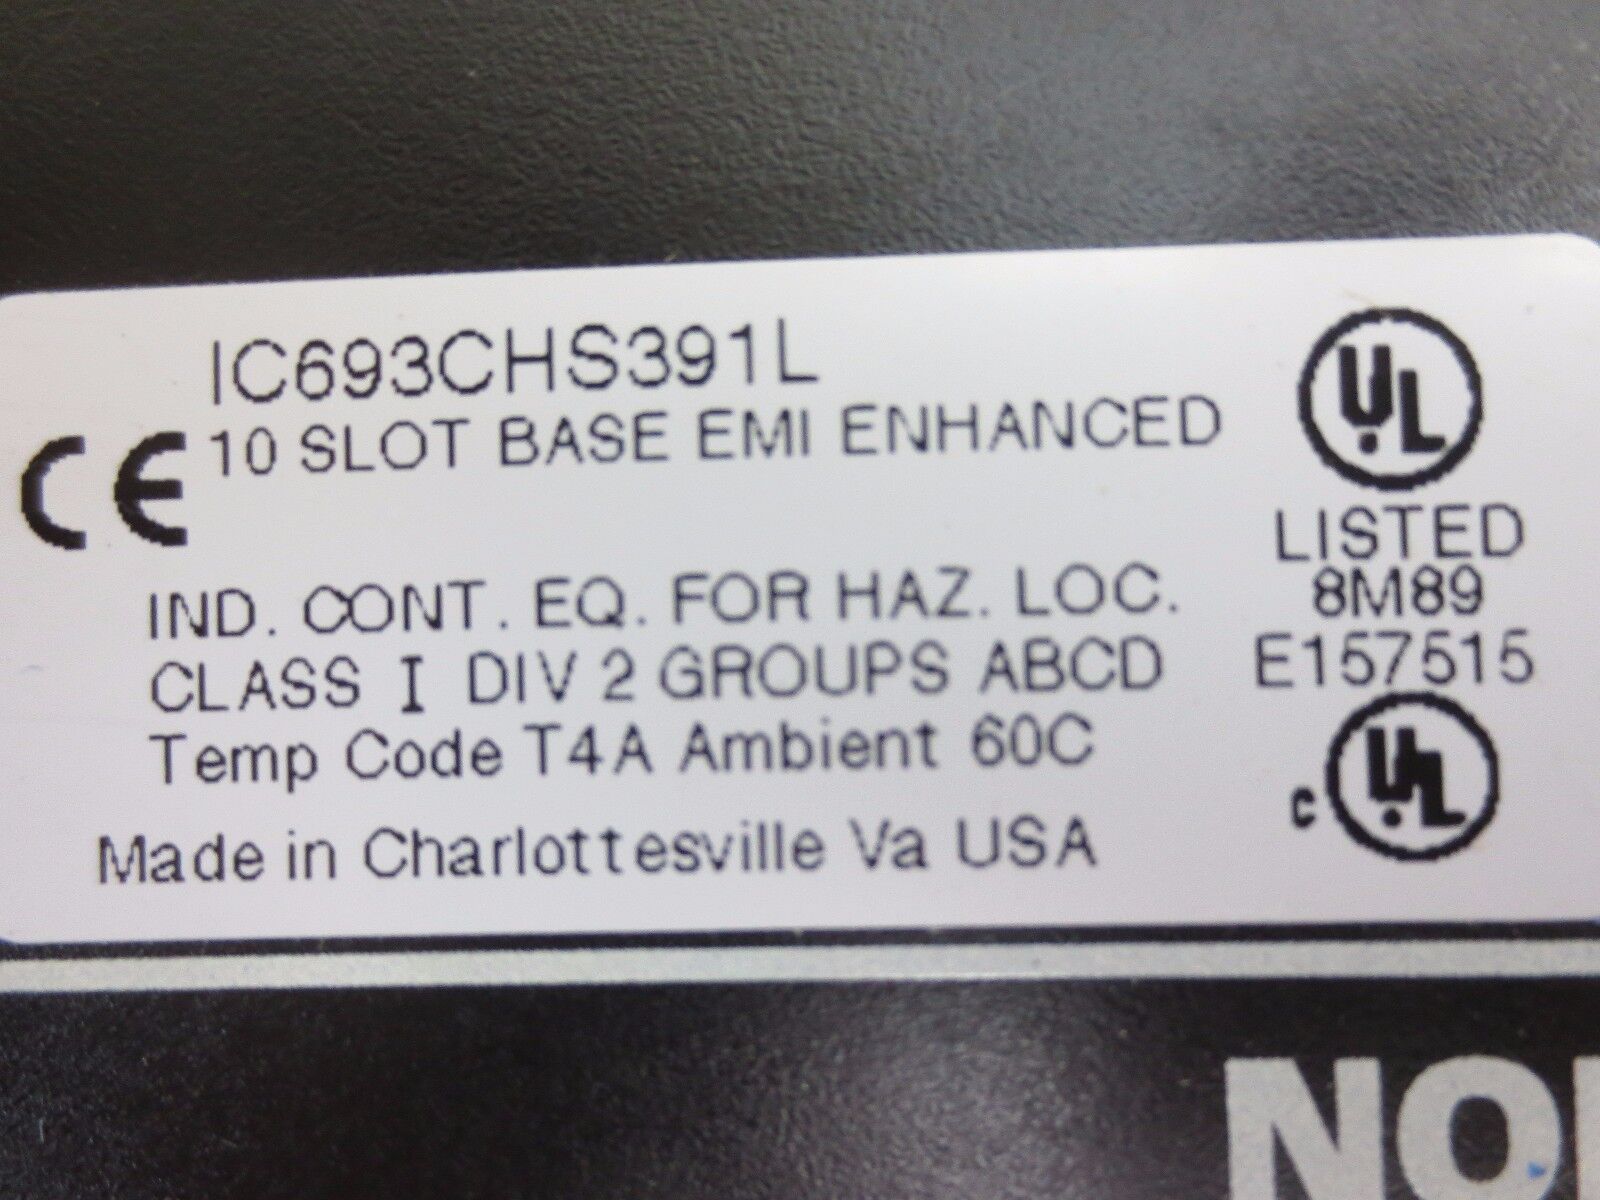 IC693CHS391L
10 SLOT BASE EMI ENHANCED
CE
IND. CONT. EQ. FOR HAZ. LOC.
CLASS I DIV 2 GROUPS ABCD
Temp Code T4A Ambient 60C
Made in Charlottesville Va USA
UL
LISTED
8M89
E157515
c UL